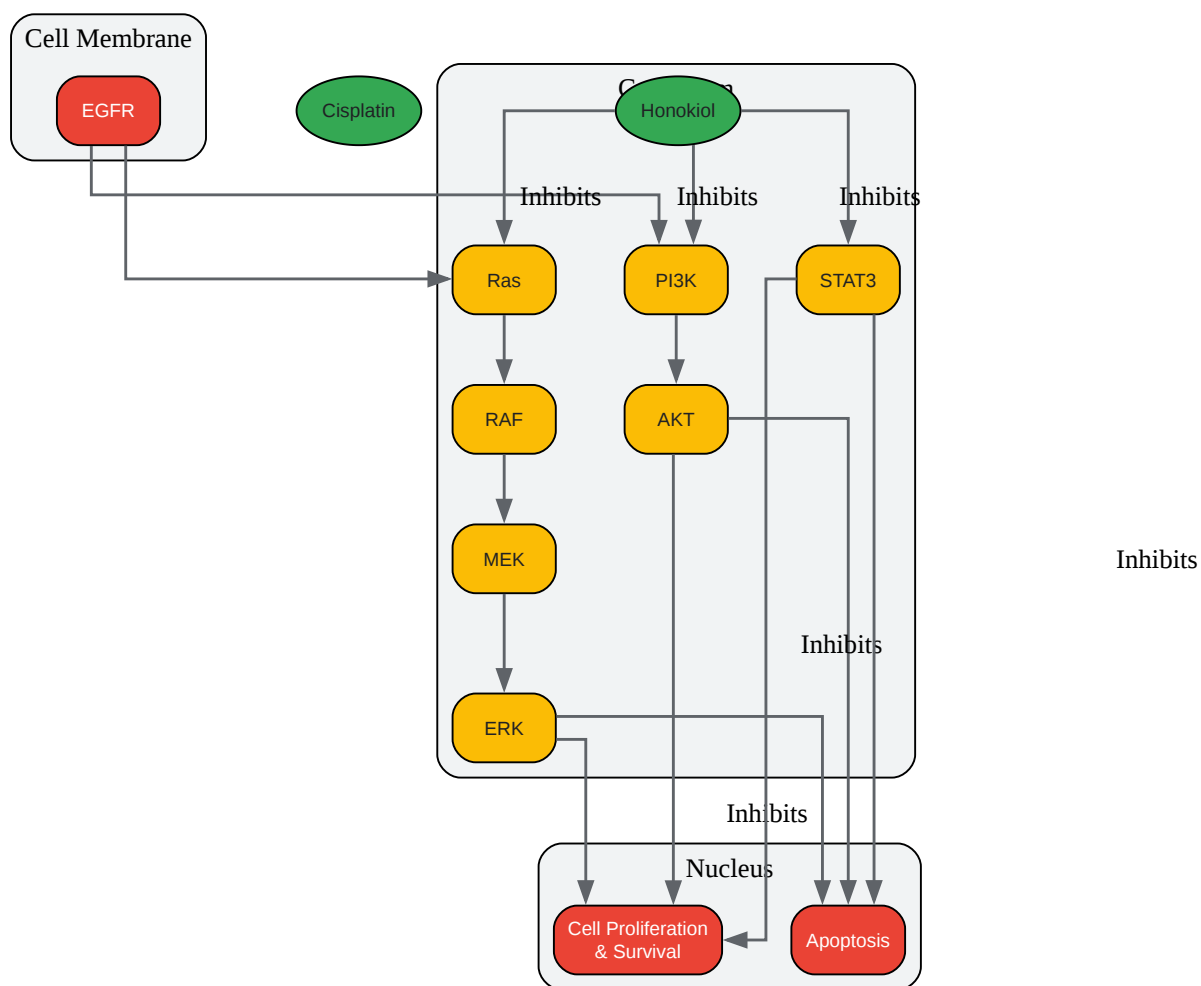 Cell Membrane
EGFR
Cisplatin
Honokiol
Inhibits
Inhibits
Inhibits
Ras
PI3K
STAT3
RAF
AKT
MEK
Inhibits
Inhibits
ERK
Inhibits
Nucleus
Cell Proliferation
& Survival
Apoptosis